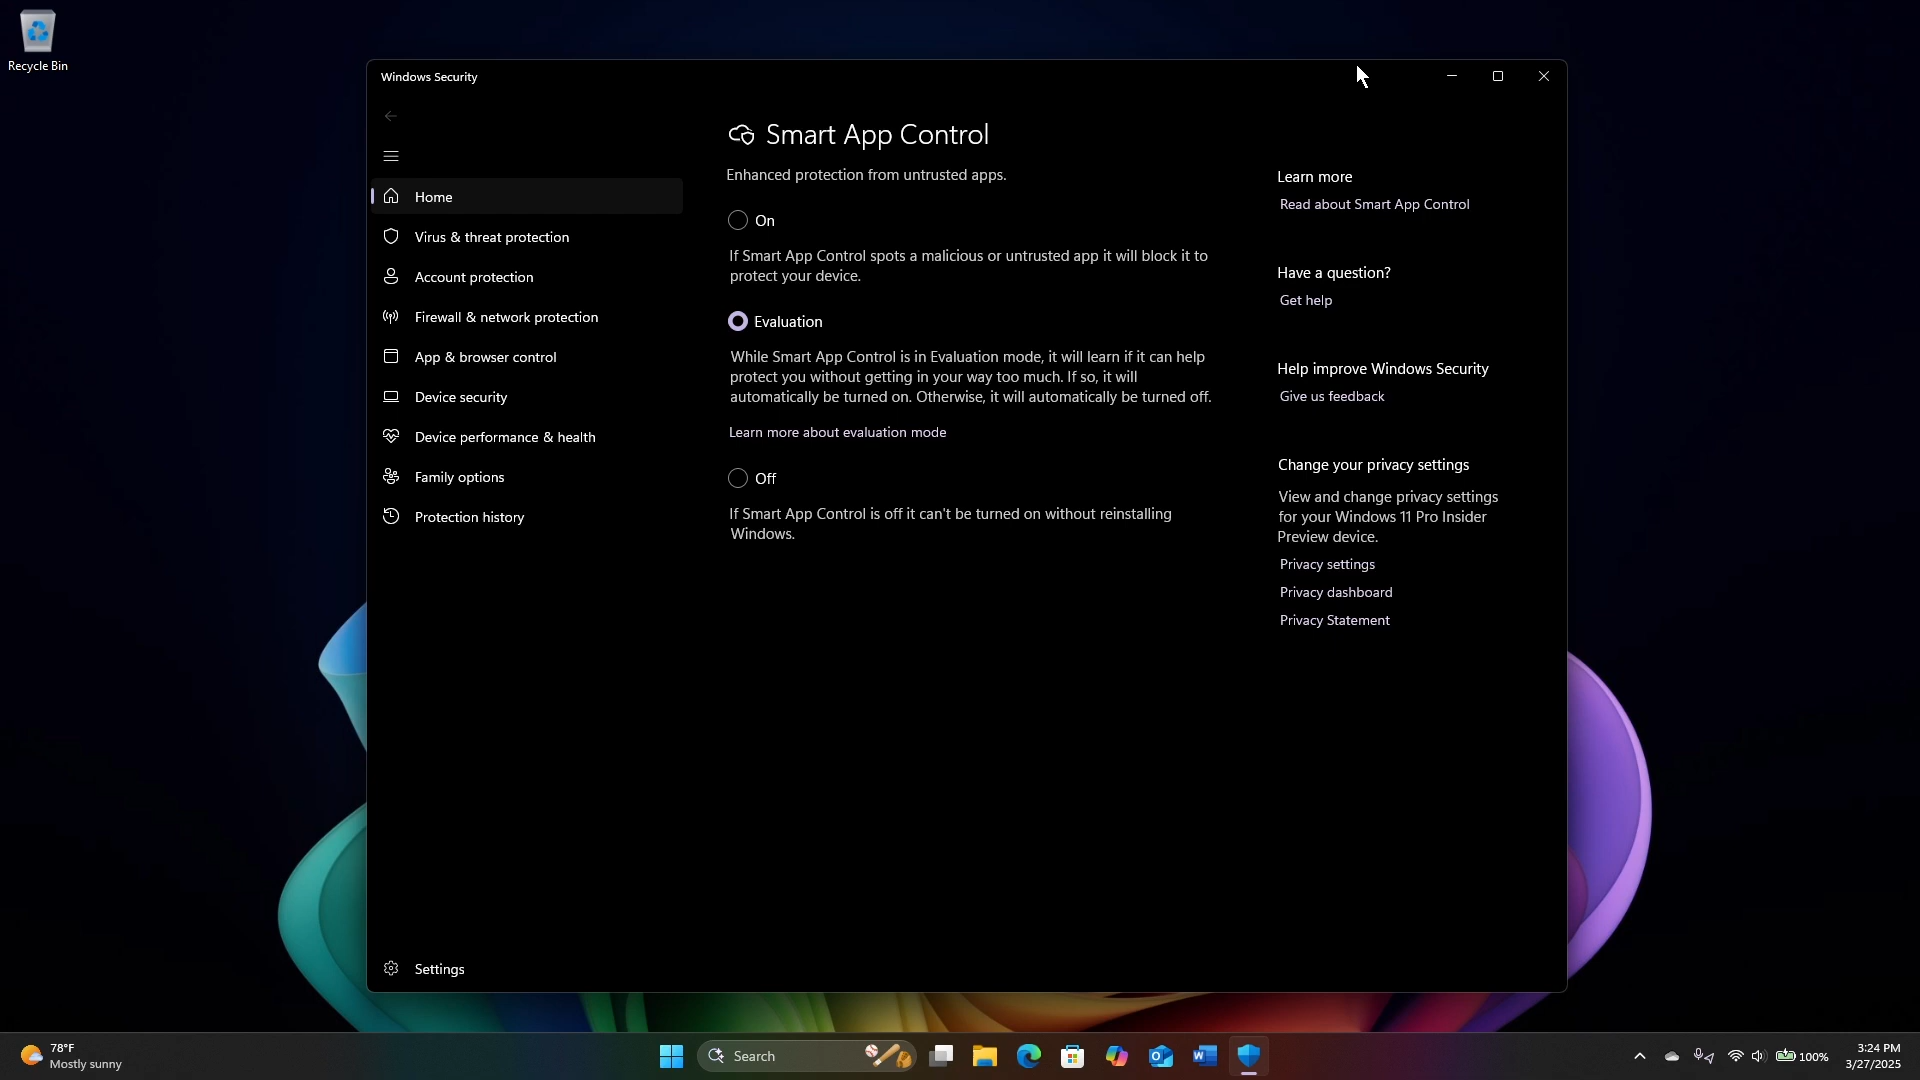 Recycle Bin
Windows Security
Home
Virus & threat protection
Account protection
Firewall & network protection
App & browser control
Device security
Device performance & health
Family options
Protection history
Settings
Smart App Control
Enhanced protection from untrusted apps.
On
If Smart App Control spots a malicious or untrusted app it will block it to
protect your device.
Evaluation
While Smart App Control is in Evaluation mode, it will learn if it can help
protect you without getting in your way too much. If so, it will
automatically be turned on. Otherwise, it will automatically be turned off.
Learn more about evaluation mode
Off
If Smart App Control is off it can't be turned on without reinstalling
Windows.
Learn more
Read about Smart App Control
Have a question?
Get help
Help improve Windows Security
Give us feedback
Change your privacy settings
View and change privacy settings
for your Windows 11 Pro Insider
Preview device.
Privacy settings
Privacy dashboard
Privacy Statement
78°F
Mostly sunny
Search
100%
3:24 PM
3/27/2025